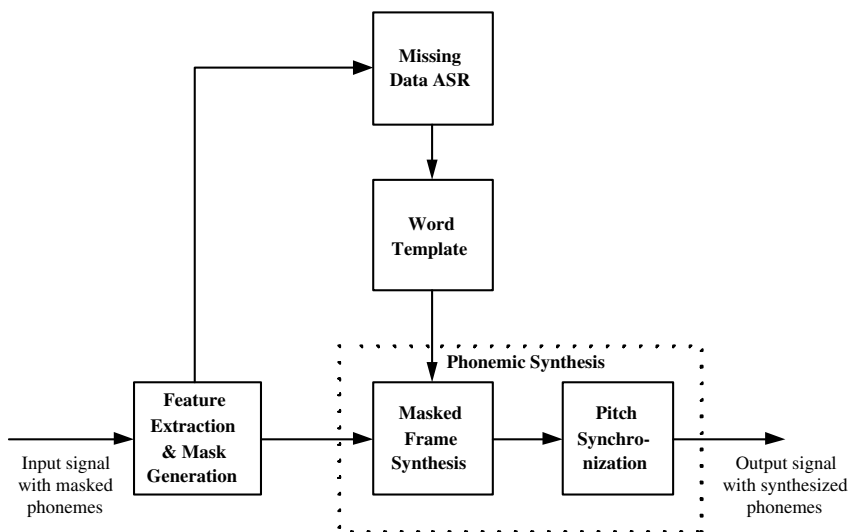 Missing
Data ASR
Word
Template
Phonemic Synthesis
Feature
Extraction
& Mask
Generation
Masked
Frame
Synthesis
Pitch
Synchro-
nization
Input signal
with masked
phonemes
Output signal
with synthesized
phonemes